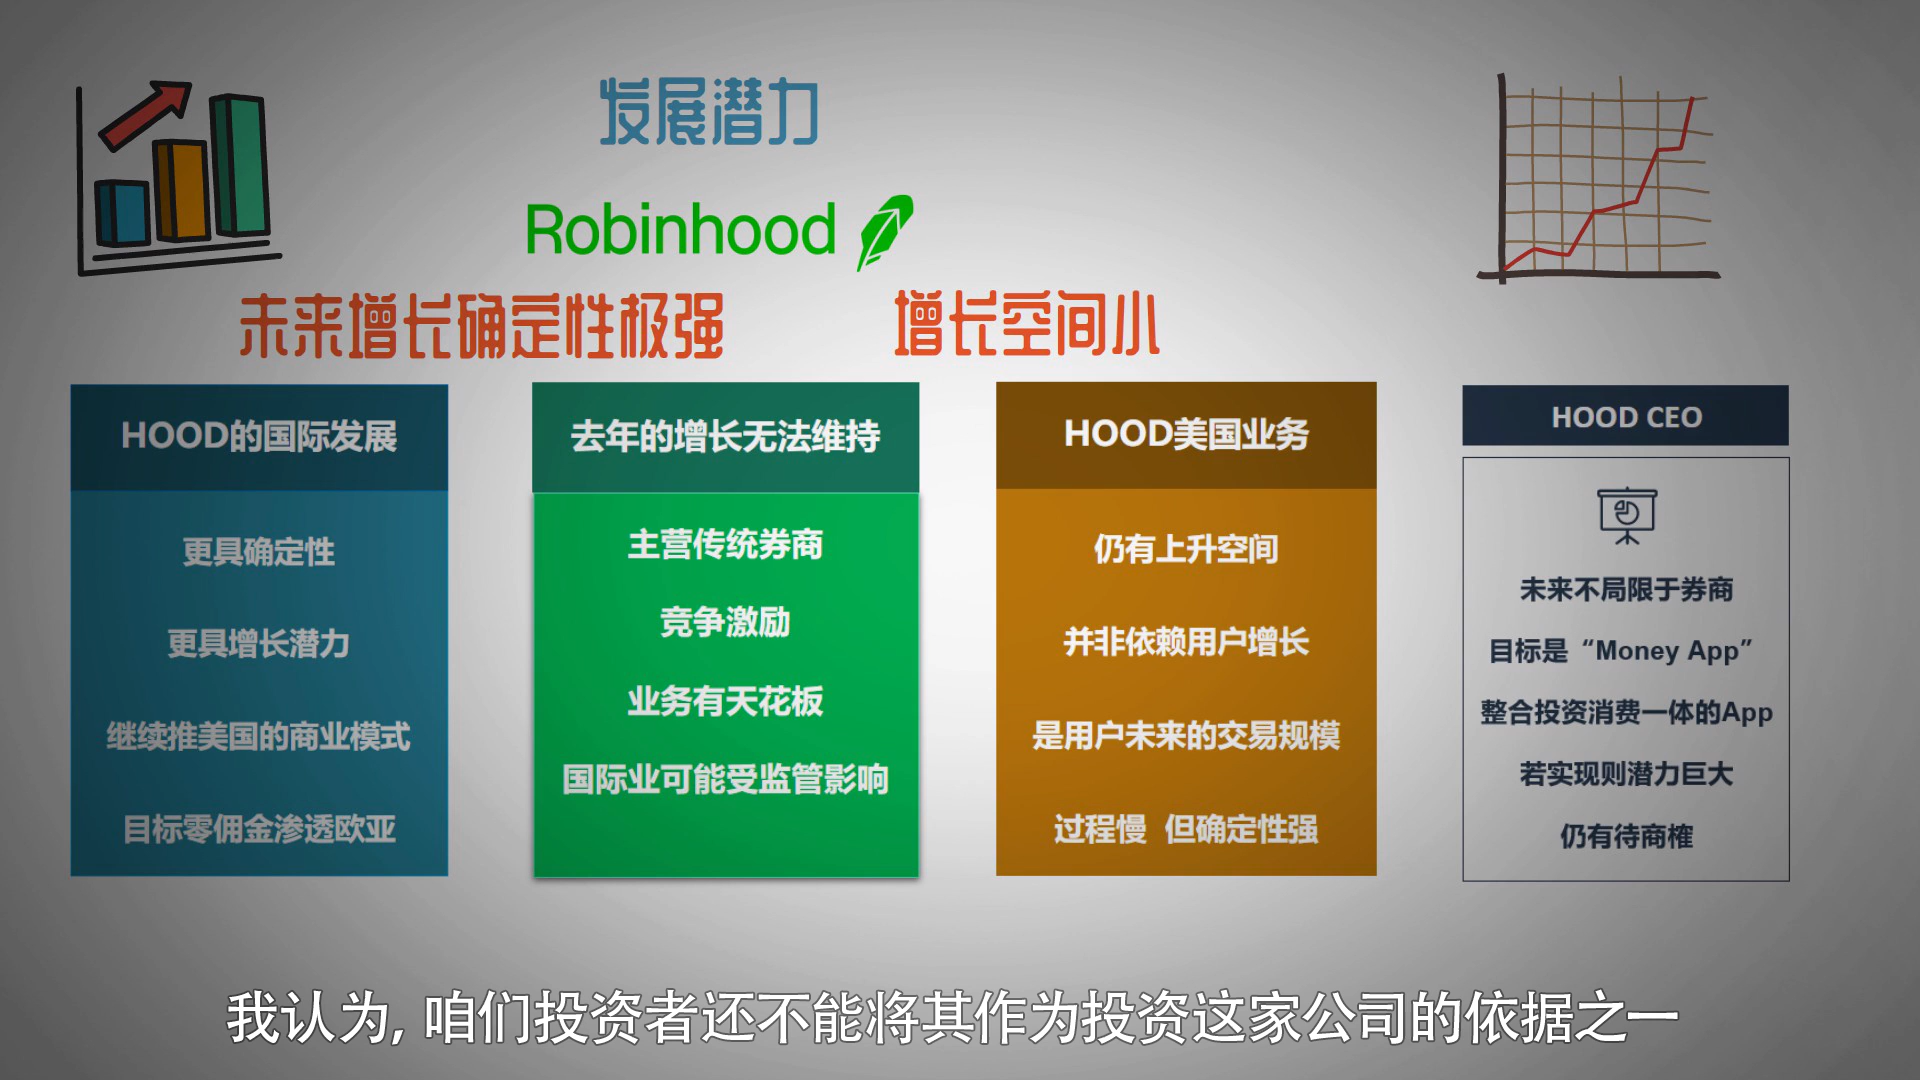 发展潜力
Robinhood
未来增长确定性极强
增长空间小
HOOD的国际发展
更具确定性
更具增长潜力
继续推美国的商业模式
目标零佣金渗透欧亚
去年的增长无法维持
主营传统券商
竞争激励
业务有天花板
国际业可能受监管影响
HOOD美国业务
仍有上升空间
并非依赖用户增长
是用户未来的交易规模
过程慢 但确定性强
HOOD CEO
未来不局限于券商
目标是“Money App”
整合投资消费一体的App
若实现则潜力巨大
仍有待商榷
我认为, 咱们投资者还不能将其作为投资这家公司的依据之一